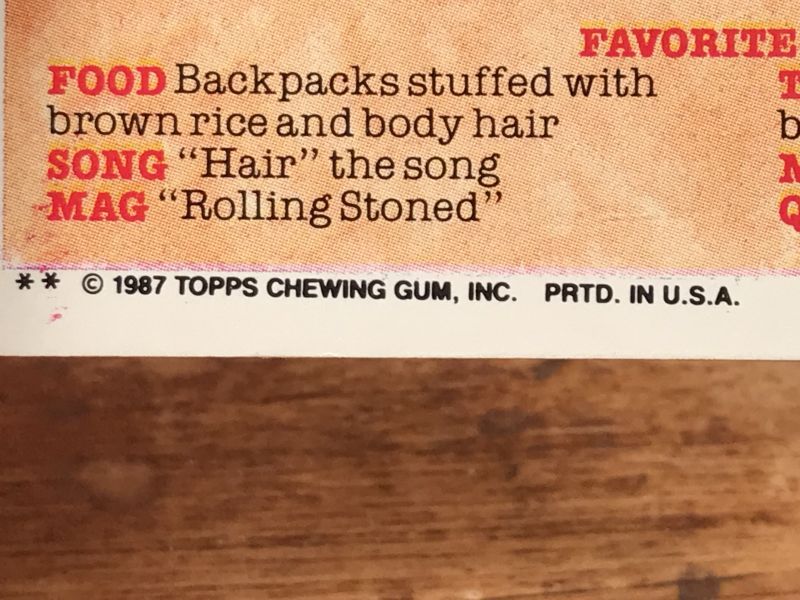 FAVORITE
FOOD Backpacks stuffed with
brown rice and body hair
SONG "Hair" the song
MAG "Rolling Stoned"
** © 1987 TOPPS CHEWING GUM, INC. PRTD. IN U.S.A.